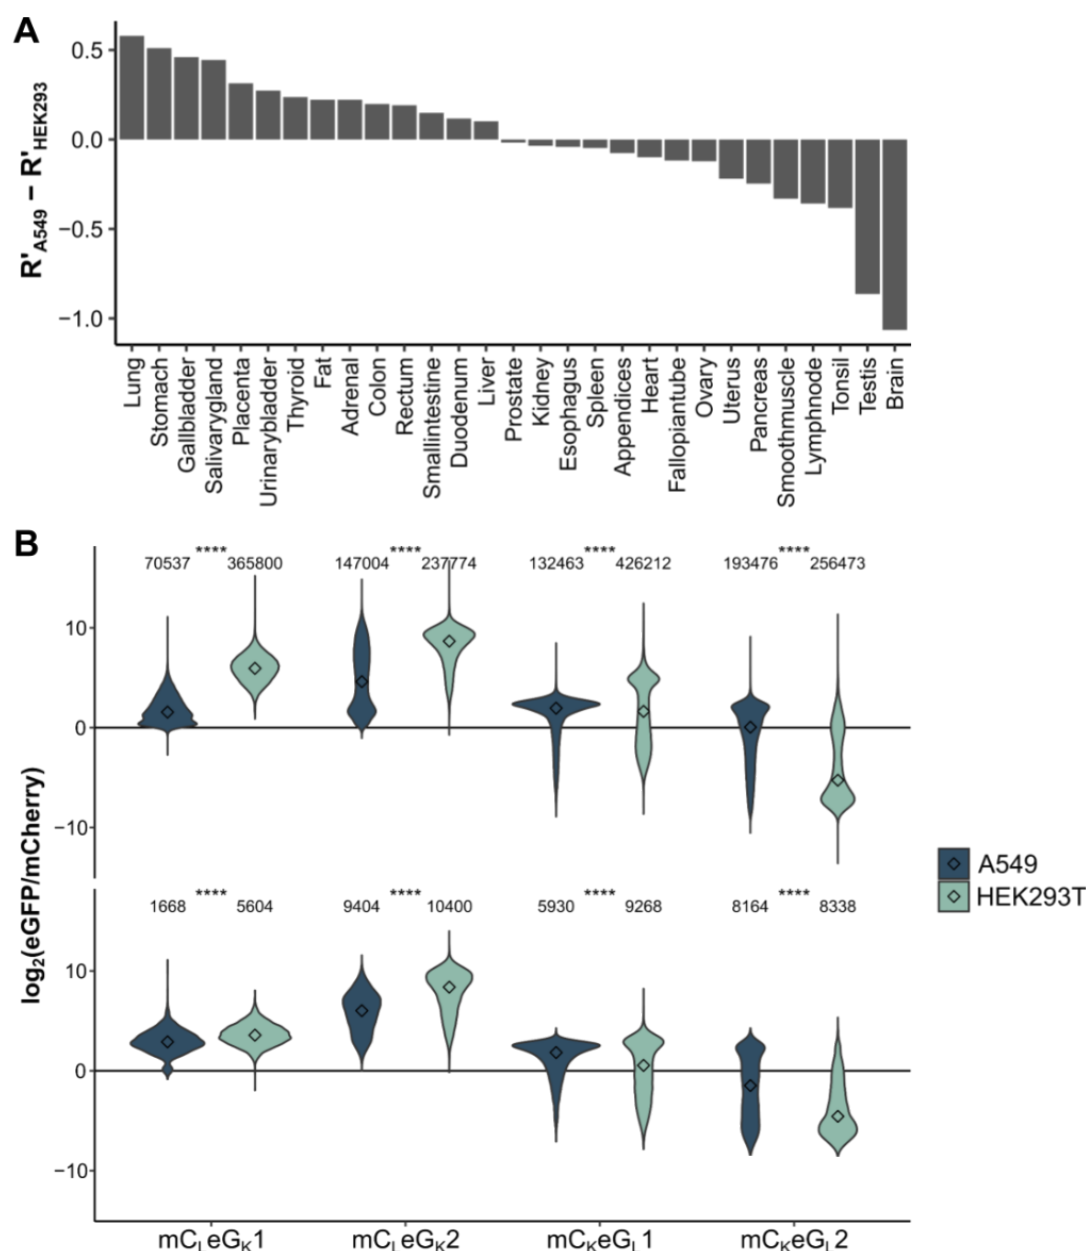 A
R'A549 − R'HEK293
0.5
0.0
−0.5
−1.0
Lung
Stomach
Gallbladder
Salivarygland
Placenta
Urinarybladder
Thyroid
Fat
Adrenal
Colon
Rectum
Smallintestine
Duodenum
Liver
Prostate
Kidney
Esophagus
Spleen
Appendices
Heart
Fallopiantube
Ovary
Uterus
Pancreas
Smoothmuscle
Lymphnode
Tonsil
Testis
Brain
B
log2(eGFP/mCherry)
**** **** **** ****
70537 365800 147004 237774 132463 426212 193476 256473
10
0
−10
**** **** **** ****
1668 5604 9404 10400 5930 9268 8164 8338
10
0
−10
mCLeGK1 mCLeGK2 mCKeGL1 mCKeGL2
A549
HEK293T